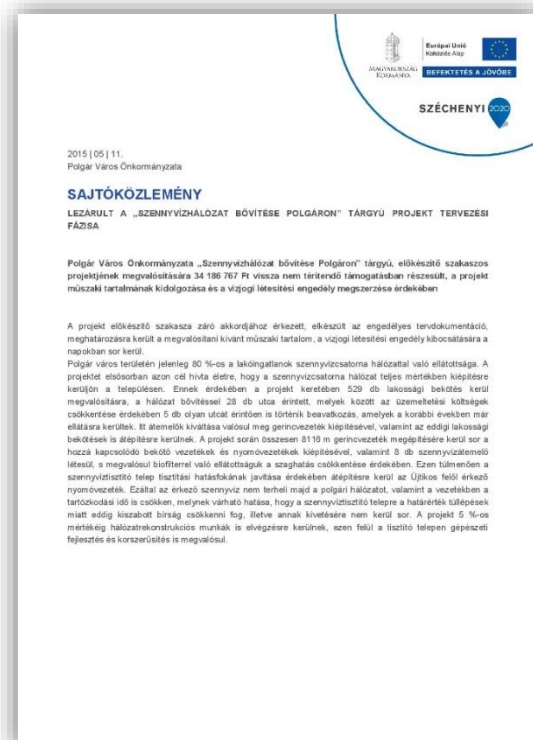 MAGYARORSZÁG
KORMÁNYA
Európai Unió
Kohéziós Alap
BEFEKTETÉS A JÖVŐBE
SZÉCHENYI 2020
2015 | 05 | 11.
Polgár Város Önkormányzata
SAJTÓKÖZLEMÉNY
LEZÁRULT A „SZENNYVÍZHÁLÓZAT BŐVÍTÉSE POLGÁRON” TÁRGYÚ PROJEKT TERVEZÉSI
FÁZISA
Polgár Város Önkormányzata „Szennyvízhálózat bővítése Polgáron” tárgyú, előkészítő szakaszos
projektjének megvalósítására 34 186 767 Ft vissza nem térítendő támogatásban részesült, a projekt
műszaki tartalmának kidolgozása és a vízjogi létesítési engedély megszerzése érdekében
A projekt előkészítő szakasza záró akkordjához érkezett, elkészült az engedélyes tervdokumentáció,
meghatározásra került a megvalósítani kívánt műszaki tartalom, a vízjogi létesítési engedély kibocsátására a
napokban sor kerül.
Polgár város területén jelenleg 80 %-os a lakóingatlanok szennyvízcsatorna hálózattal való ellátottsága. A
projektet elsősorban azon cél hívta életre, hogy a szennyvízcsatorna hálózat teljes mértékben kiépítésre
kerüljön a településen. Ennek érdekében a projekt keretében 529 db lakossági bekötés kerül
megvalósításra, a hálózat bővítéssel 28 db utca érintett, melyek között az üzemeltetési költségek
csökkentése érdekében 5 db olyan utcát érintően is történik beavatkozás, amelyek a korábbi években már
ellátásra kerültek. Itt átemelők kiváltása valósul meg gerincvezeték kiépítésével, valamint az eddigi lakossági
bekötések is átépítésre kerülnek. A projekt során összesen 8116 m gerincvezeték megépítésére kerül sor a
hozzá kapcsolódó bekötő vezetékek és nyomóvezetékek kiépítésével, valamint 8 db szennyvízátemelő
létesül, s megvalósul biofilterrel való ellátottságuk a szaghatás csökkentése érdekében. Ezen túlmenően a
szennyvíztisztító telep tisztítási hatásfokának javítása érdekében átépítésre kerül az Újtikos felől érkező
nyomóvezeték. Ezáltal az érkező szennyvíz nem terheli majd a polgári hálózatot, valamint a vezetékben a
tartózkodási idő is csökken, melynek várható hatása, hogy a szennyvíztisztító telepre a határérték túllépések
miatt eddig kiszabott bírság csökkenni fog, illetve annak kivetésére nem kerül sor. A projekt 5 %-os
mértékéig hálózatrekonstrukciós munkák is elvégzésre kerülnek, ezen felül a tisztító telepen gépészeti
fejlesztés és korszerűsítés is megvalósul.